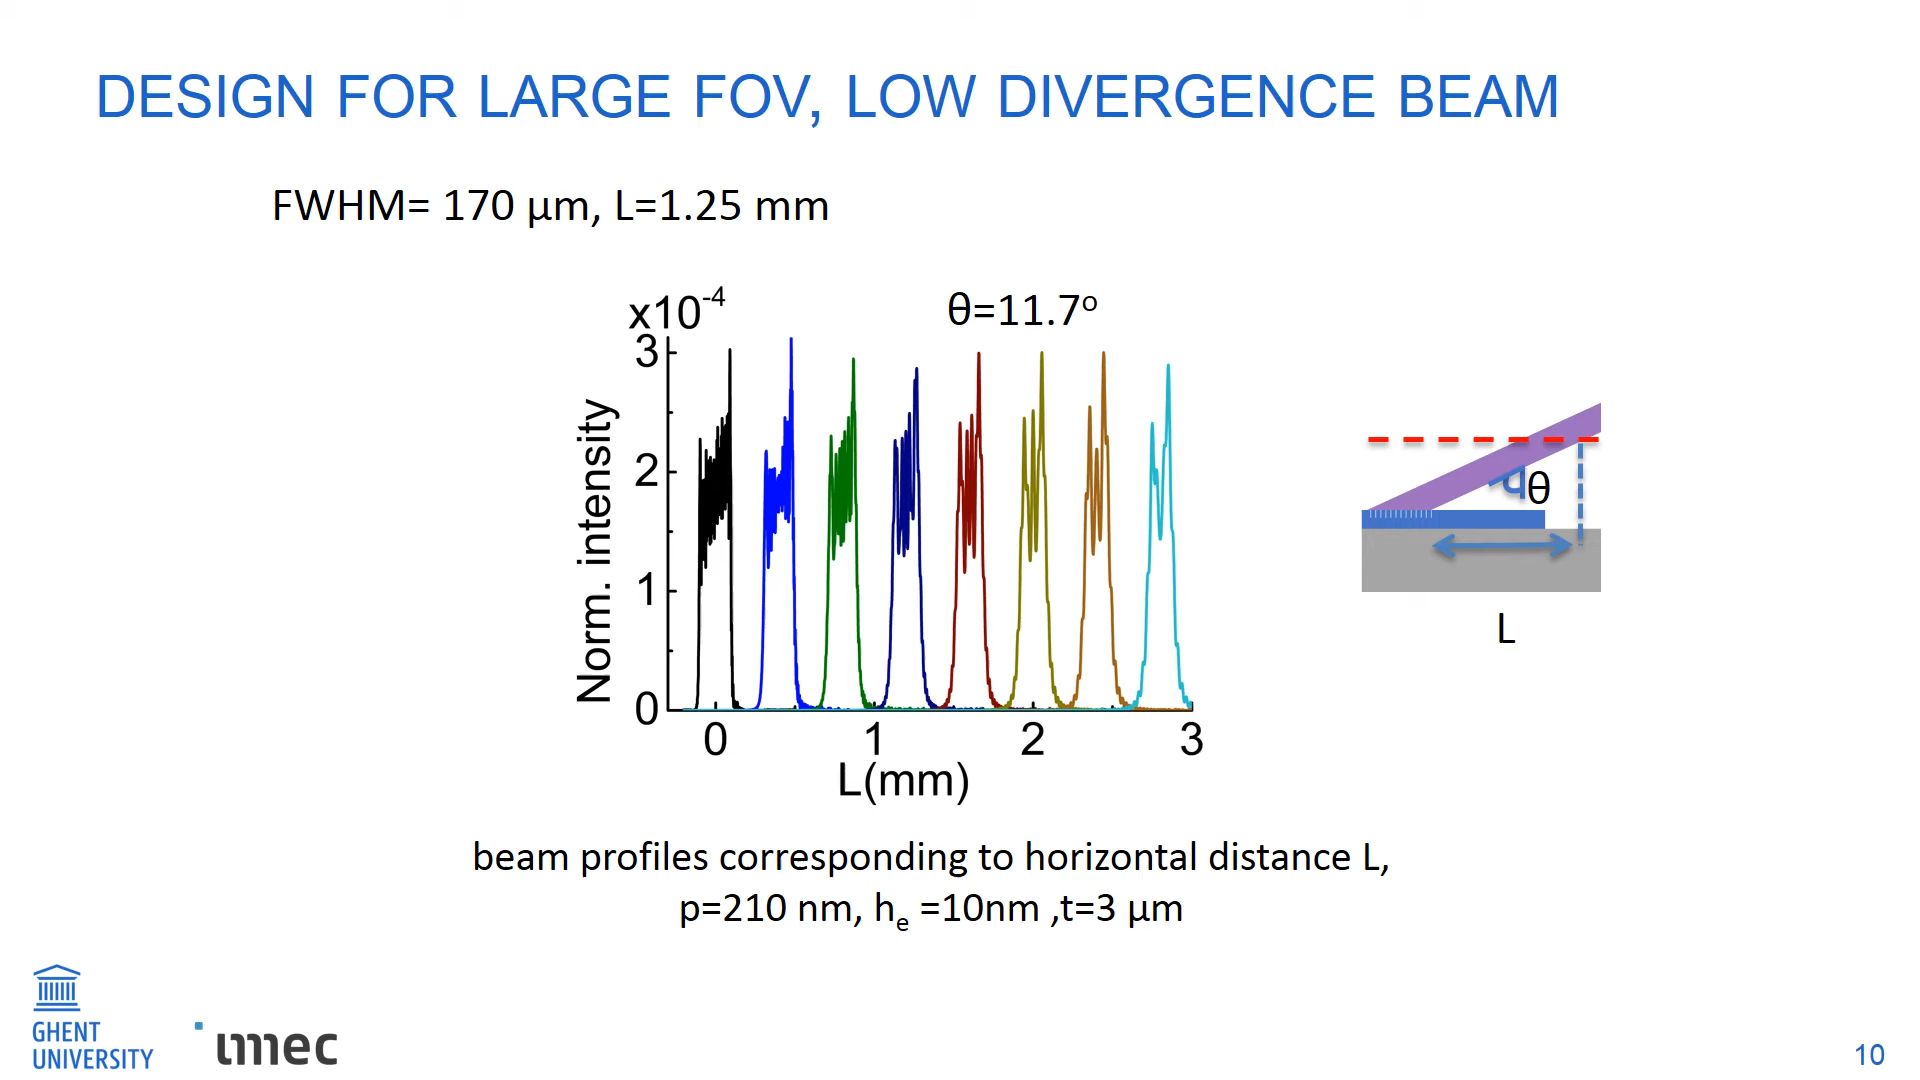 DESIGN FOR LARGE FOV, LOW DIVERGENCE BEAM
FWHM= 170 µm, L=1.25 mm
x10-4
θ=11.7o
3
2
1
0
Norm. intensity
0 1 2 3
L(mm)
θ
L
beam profiles corresponding to horizontal distance L,
p=210 nm, he =10nm ,t=3 µm
GHENT
UNIVERSITY
imec
10